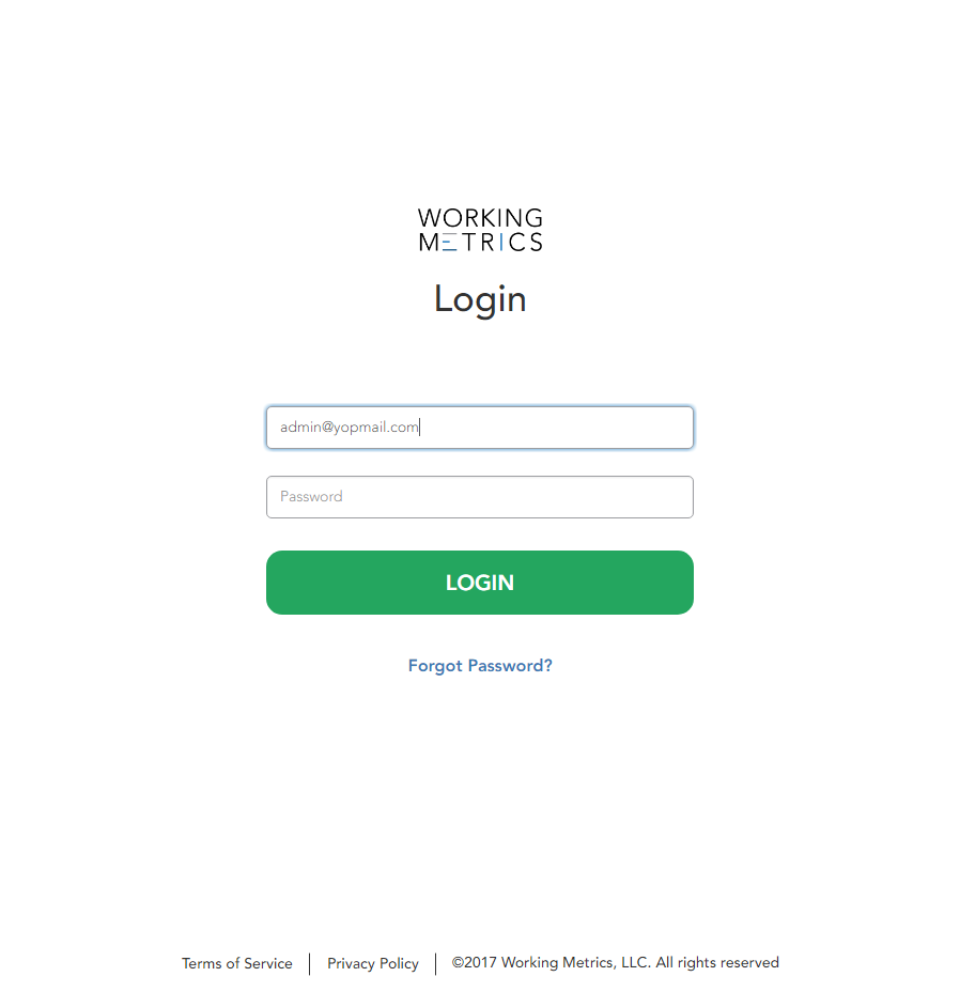 WORKING
METRICS
Login
admin@yopmail.com
Password
LOGIN
Forgot Password?
Terms of Service | Privacy Policy | ©2017 Working Metrics, LLC. All rights reserved